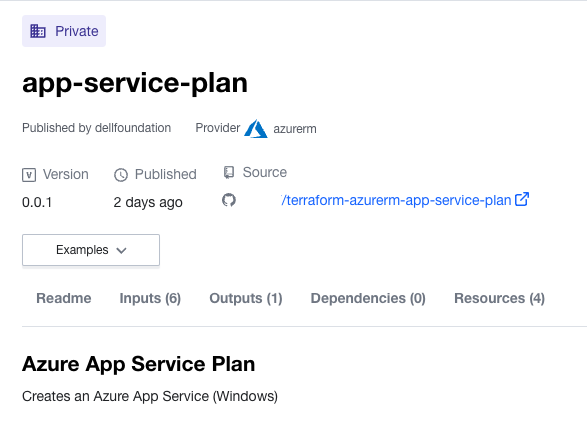 Private
app-service-plan
Published by dellfoundation Provider azurerm
Version Published Source
0.0.1 2 days ago /terraform-azurerm-app-service-plan
Examples
Readme Inputs (6) Outputs (1) Dependencies (0) Resources (4)
Azure App Service Plan
Creates an Azure App Service (Windows)